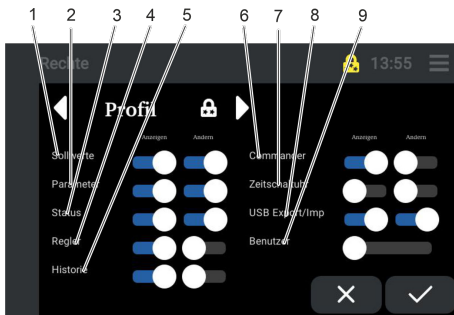 1 2 3 4 5 6 7 8 9
Rechte 13:55
Profil
Anzeigen Ändern Anzeigen Ändern
Sollwerte Commander
Parameter Zeitschaltuhr
Status USB Export/Imp
Regler Benutzer
Historie